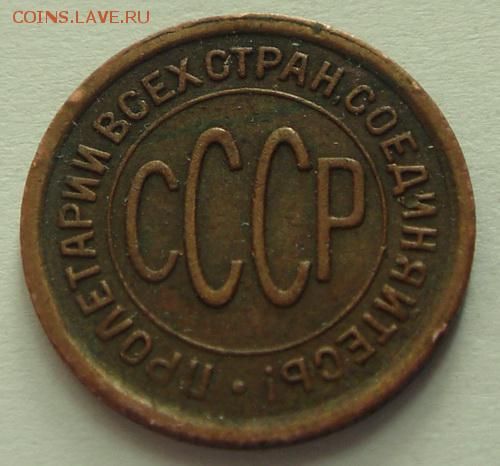 COINS.LAVE.RU
ПРОЛЕТАРИИ ВСЕХ СТРАН, СОЕДИНЯЙТЕСЬ! •
СССР